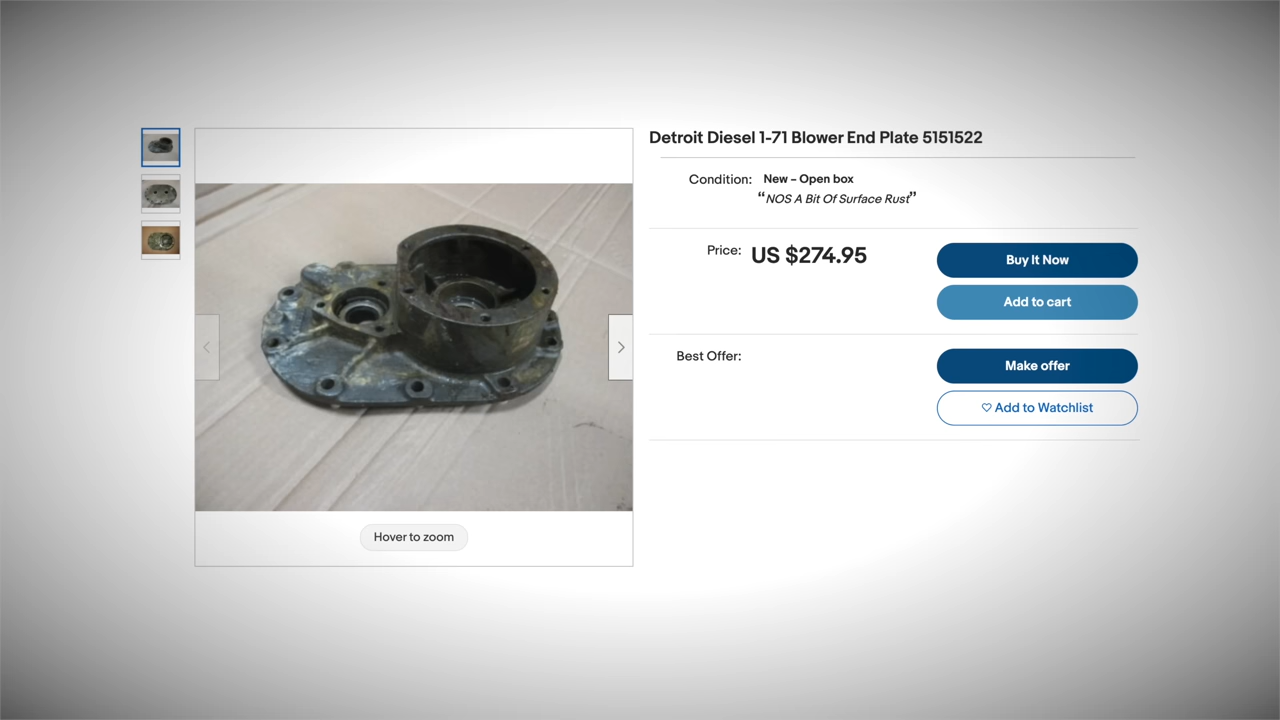 Detroit Diesel 1-71 Blower End Plate 5151522
Condition: New – Open box
“NOS A Bit Of Surface Rust”
Price: US $274.95
Buy It Now
Add to cart
Best Offer:
Make offer
Add to Watchlist
Hover to zoom